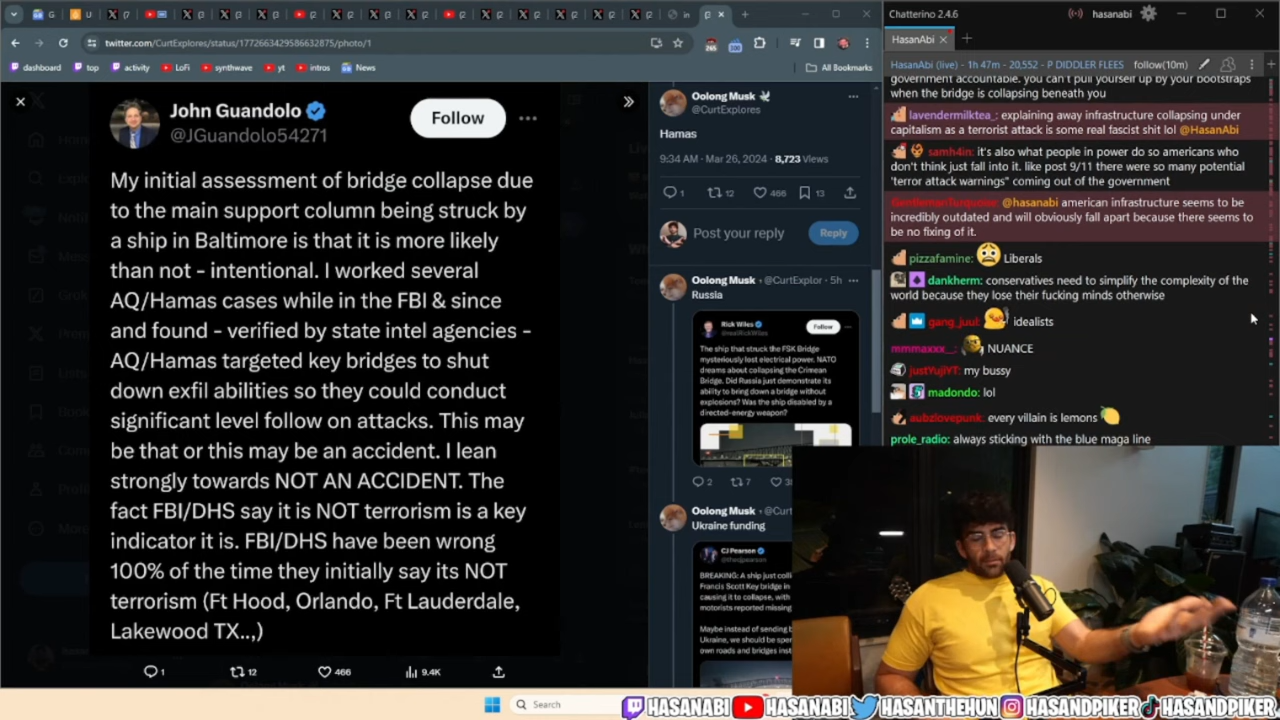 twitter.com/CurtExplores/status/1772663429586632875/photo/1
dashboard
top
activity
LoFi
synthwave
yt
intros
News
All Bookmarks
John Guandolo
@JGuandolo54271
Follow
My initial assessment of bridge collapse due
to the main support column being struck by
a ship in Baltimore is that it is more likely
than not - intentional. I worked several
AQ/Hamas cases while in the FBI & since
and found - verified by state intel agencies -
AQ/Hamas targeted key bridges to shut
down exfil abilities so they could conduct
significant level follow on attacks. This may
be that or this may be an accident. I lean
strongly towards NOT AN ACCIDENT. The
fact FBI/DHS say it is NOT terrorism is a key
indicator it is. FBI/DHS have been wrong
100% of the time they initially say its NOT
terrorism (Ft Hood, Orlando, Ft Lauderdale,
Lakewood TX..,)
1
12
466
9.4K
Oolong Musk
@CurtExplores
Hamas
9:34 AM · Mar 26, 2024 · 8,723 Views
1
12
466
13
Post your reply
Reply
Oolong Musk · @CurtExplor · 5h
Russia
Rick Wiles
Follow
The ship that struck the FSK Bridge
mysteriously lost electrical power. NATO
dreams about collapsing the Crimean
Bridge. Did Russia just demonstrate its
ability to bring down a bridge without
explosions? Was the ship disabled by a
directed-energy weapon?
2
7
Oolong Musk · @Cur
Ukraine funding
CJ Pearson
BREAKING: A ship just coll
Francis Scott Key bridge in
causing it to collapse, with
motorists reported missing
Maybe instead of sending b
Ukraine, we should be spe
own roads and bridges inst
Chatterino 2.4.6
hasanabi
HasanAbi
HasanAbi (live) - 1h 47m - 20,552 - P DIDDLER FLEES
follow(10m)
government accountable. you can't pull yourself up by your bootstraps
when the bridge is collapsing beneath you
lavendermilktea_: explaining away infrastructure collapsing under
capitalism as a terrorist attack is some real fascist shit lol @HasanAbi
samh4in: it's also what people in power do so americans who
don't think just fall into it. like post 9/11 there were so many potential
"terror attack warnings" coming out of the government
GentlemanTurquose: @hasanabi american infrastructure seems to be
incredibly outdated and will obviously fall apart because there seems to
be no fixing of it.
pizzafamine: Liberals
dankherm: conservatives need to simplify the complexity of the
world because they lose their fucking minds otherwise
gang_juul: idealists
mmmaxxx_: NUANCE
justYujiYT: my bussy
madondo: lol
aubzlovepunk: every villain is lemons
prole_radio: always sticking with the blue maga line
Search
HASANABI
HASANABI
HASANTHEHUN
HASANDPIKER
HASANDPIKER